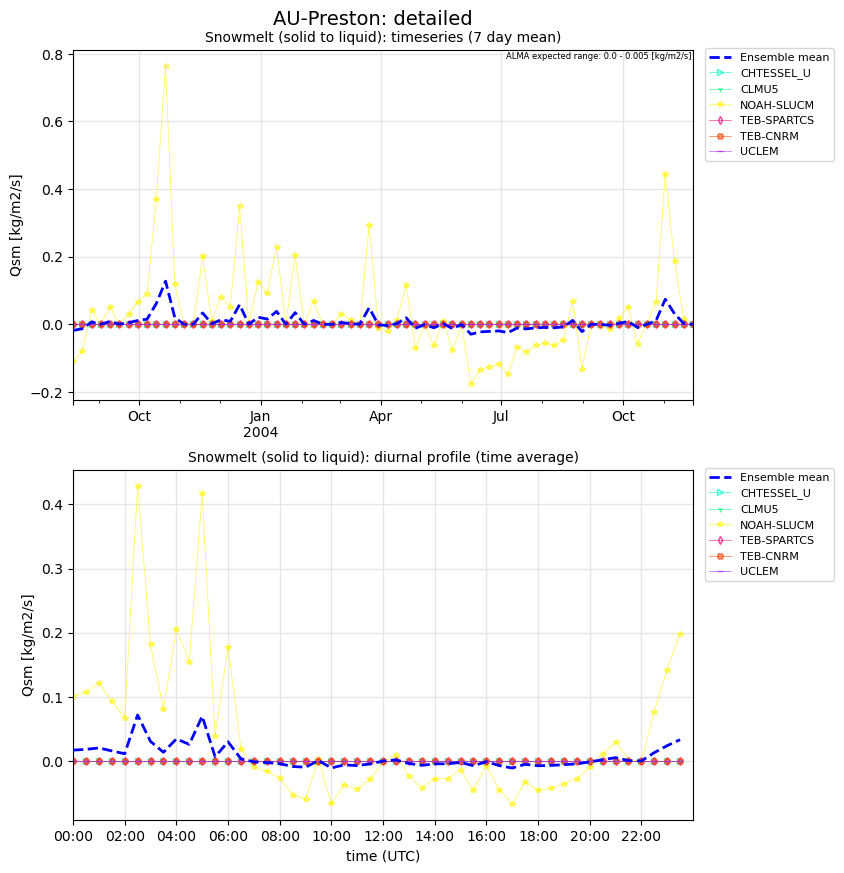 AU-Preston: detailed
Snowmelt (solid to liquid): timeseries (7 day mean)
ALMA expected range: 0.0 - 0.005 [kg/m2/s]
0.8
0.6
0.4
0.2
0.0
−0.2
Qsm [kg/m2/s]
Oct
Jan
2004
Apr
Jul
Oct
Ensemble mean
CHTESSEL_U
CLMU5
NOAH-SLUCM
TEB-SPARTCS
TEB-CNRM
UCLEM
Snowmelt (solid to liquid): diurnal profile (time average)
0.4
0.3
0.2
0.1
0.0
Qsm [kg/m2/s]
00:00
02:00
04:00
06:00
08:00
10:00
12:00
14:00
16:00
18:00
20:00
22:00
time (UTC)
Ensemble mean
CHTESSEL_U
CLMU5
NOAH-SLUCM
TEB-SPARTCS
TEB-CNRM
UCLEM